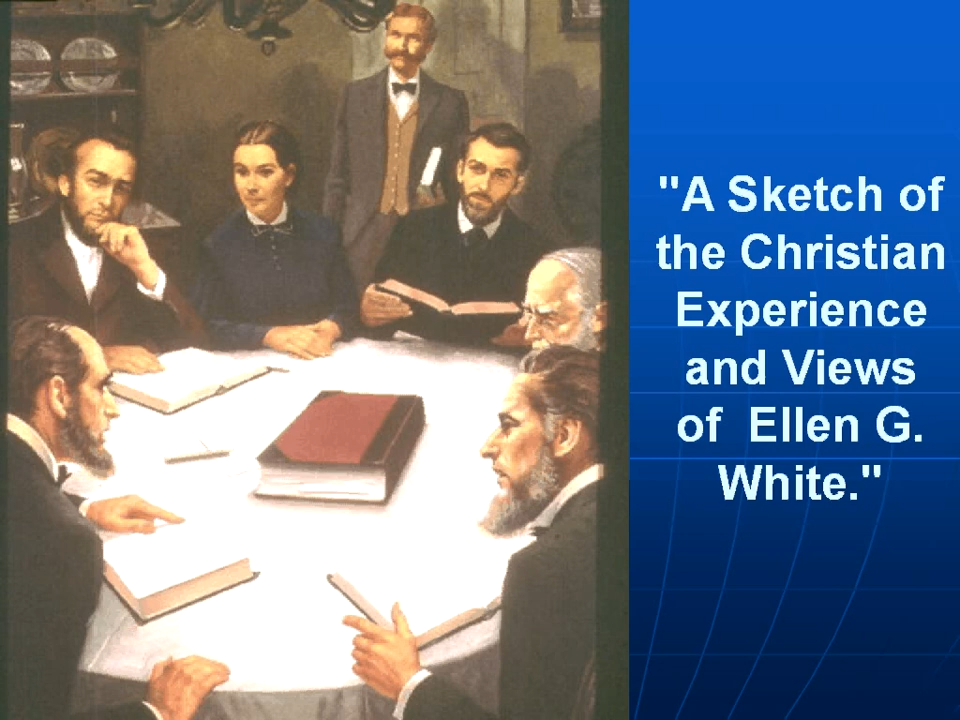 "A Sketch of
the Christian
Experience
and Views
of  Ellen G.
White."